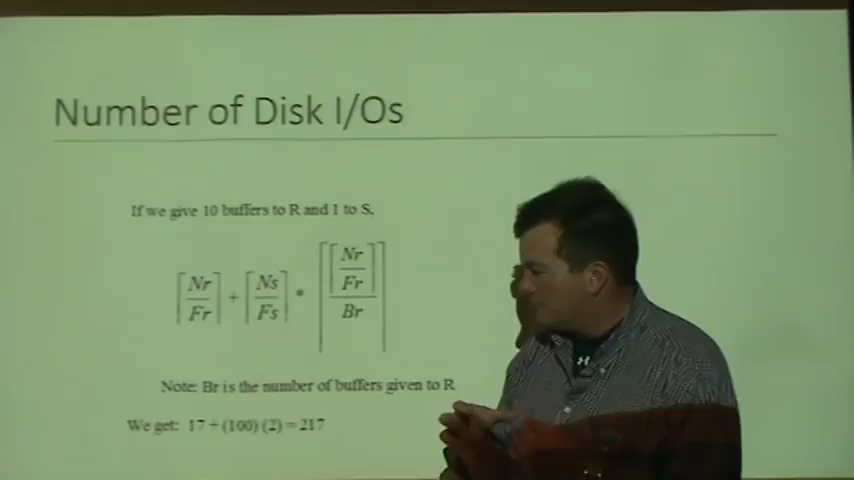 Number of Disk I/Os
If we give 10 buffers to R and 1 to S,
⌈Nr/Fr⌉ + ⌈Ns/Fs⌉ * ⌈⌈Nr/Fr⌉/Br⌉
Note: Br is the number of buffers given to R
We get: 17 + (100) (2) = 217